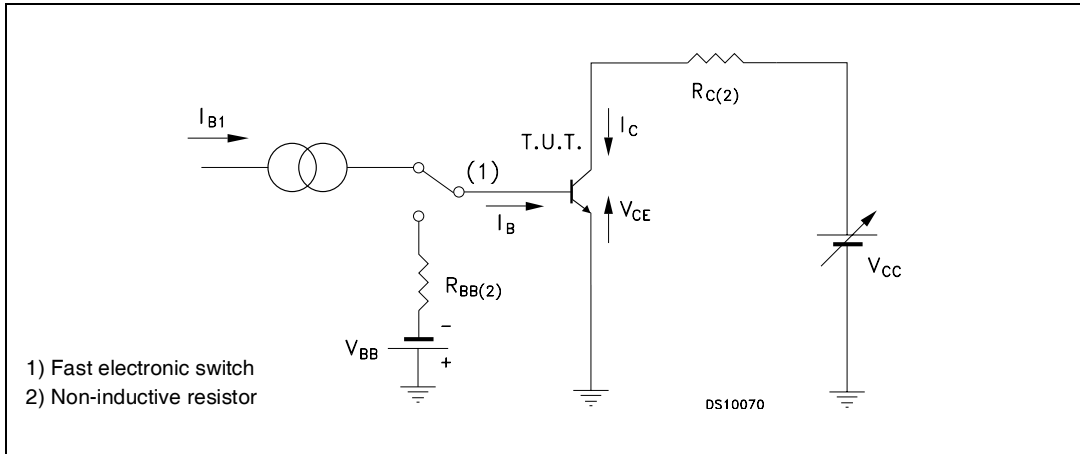 R_C(2)
I_B1
I_C
T.U.T.
(1)
V_CE
I_B
V_CC
R_BB(2)
-
V_BB
+
1) Fast electronic switch
2) Non-inductive resistor
DS10070